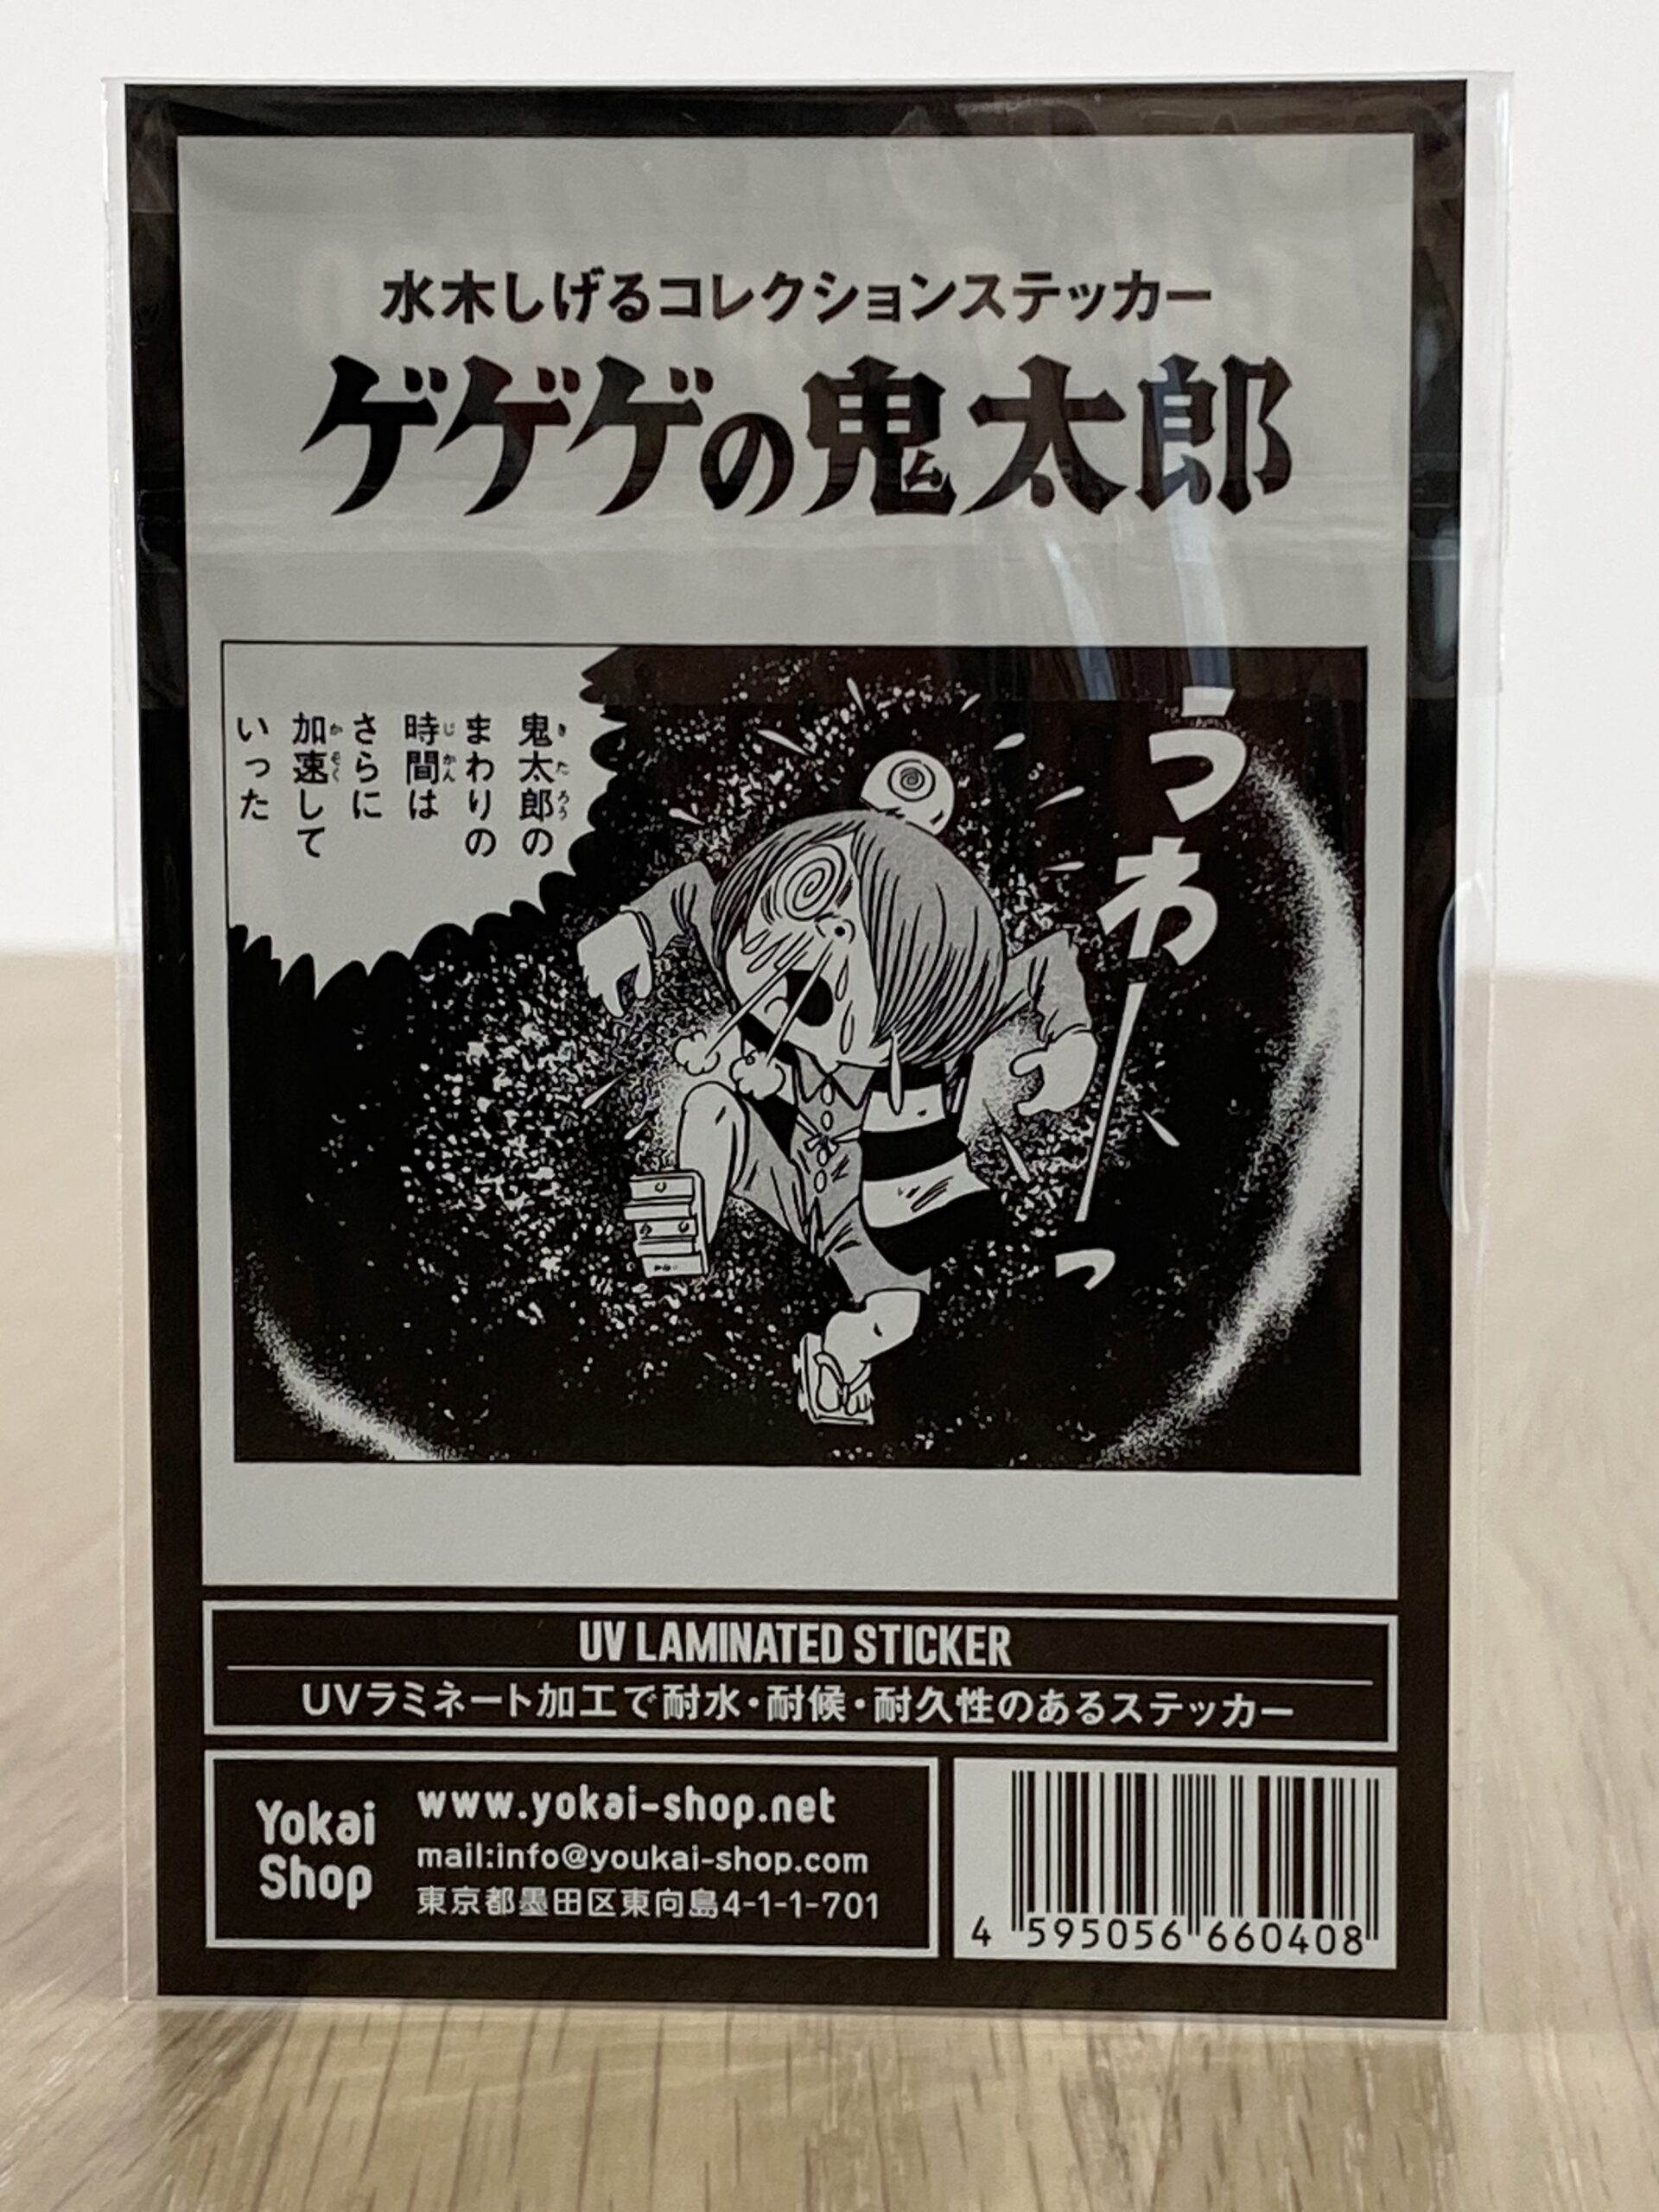 水木しげるコレクションステッカー
ゲゲゲの鬼太郎
うわーっ
鬼太郎の
まわりの
時間は
さらに
加速して
いった
UV LAMINATED STICKER
UVラミネート加工で耐水・耐候・耐久性のあるステッカー
Yokai
Shop
www.yokai-shop.net
mail:info@youkai-shop.com
東京都墨田区東向島4-1-1-701
4 595056 660408